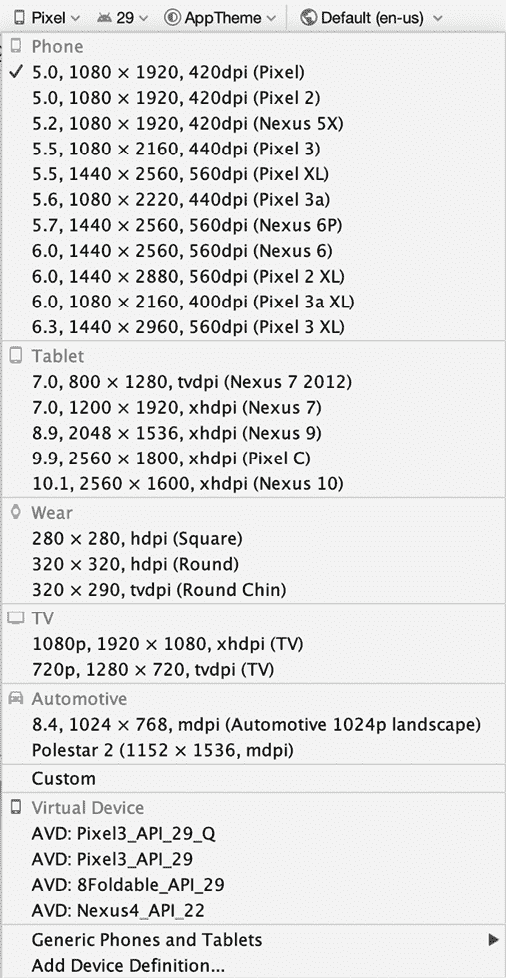 Pixel 29 AppTheme Default (en-us)
Phone
5.0, 1080 × 1920, 420dpi (Pixel)
5.0, 1080 × 1920, 420dpi (Pixel 2)
5.2, 1080 × 1920, 420dpi (Nexus 5X)
5.5, 1080 × 2160, 440dpi (Pixel 3)
5.5, 1440 × 2560, 560dpi (Pixel XL)
5.6, 1080 × 2220, 440dpi (Pixel 3a)
5.7, 1440 × 2560, 560dpi (Nexus 6P)
6.0, 1440 × 2560, 560dpi (Nexus 6)
6.0, 1440 × 2880, 560dpi (Pixel 2 XL)
6.0, 1080 × 2160, 400dpi (Pixel 3a XL)
6.3, 1440 × 2960, 560dpi (Pixel 3 XL)
Tablet
7.0, 800 × 1280, tvdpi (Nexus 7 2012)
7.0, 1200 × 1920, xhdpi (Nexus 7)
8.9, 2048 × 1536, xhdpi (Nexus 9)
9.9, 2560 × 1800, xhdpi (Pixel C)
10.1, 2560 × 1600, xhdpi (Nexus 10)
Wear
280 × 280, hdpi (Square)
320 × 320, hdpi (Round)
320 × 290, tvdpi (Round Chin)
TV
1080p, 1920 × 1080, xhdpi (TV)
720p, 1280 × 720, tvdpi (TV)
Automotive
8.4, 1024 × 768, mdpi (Automotive 1024p landscape)
Polestar 2 (1152 × 1536, mdpi)
Custom
Virtual Device
AVD: Pixel3_API_29_Q
AVD: Pixel3_API_29
AVD: 8Foldable_API_29
AVD: Nexus4_API_22
Generic Phones and Tablets
Add Device Definition...